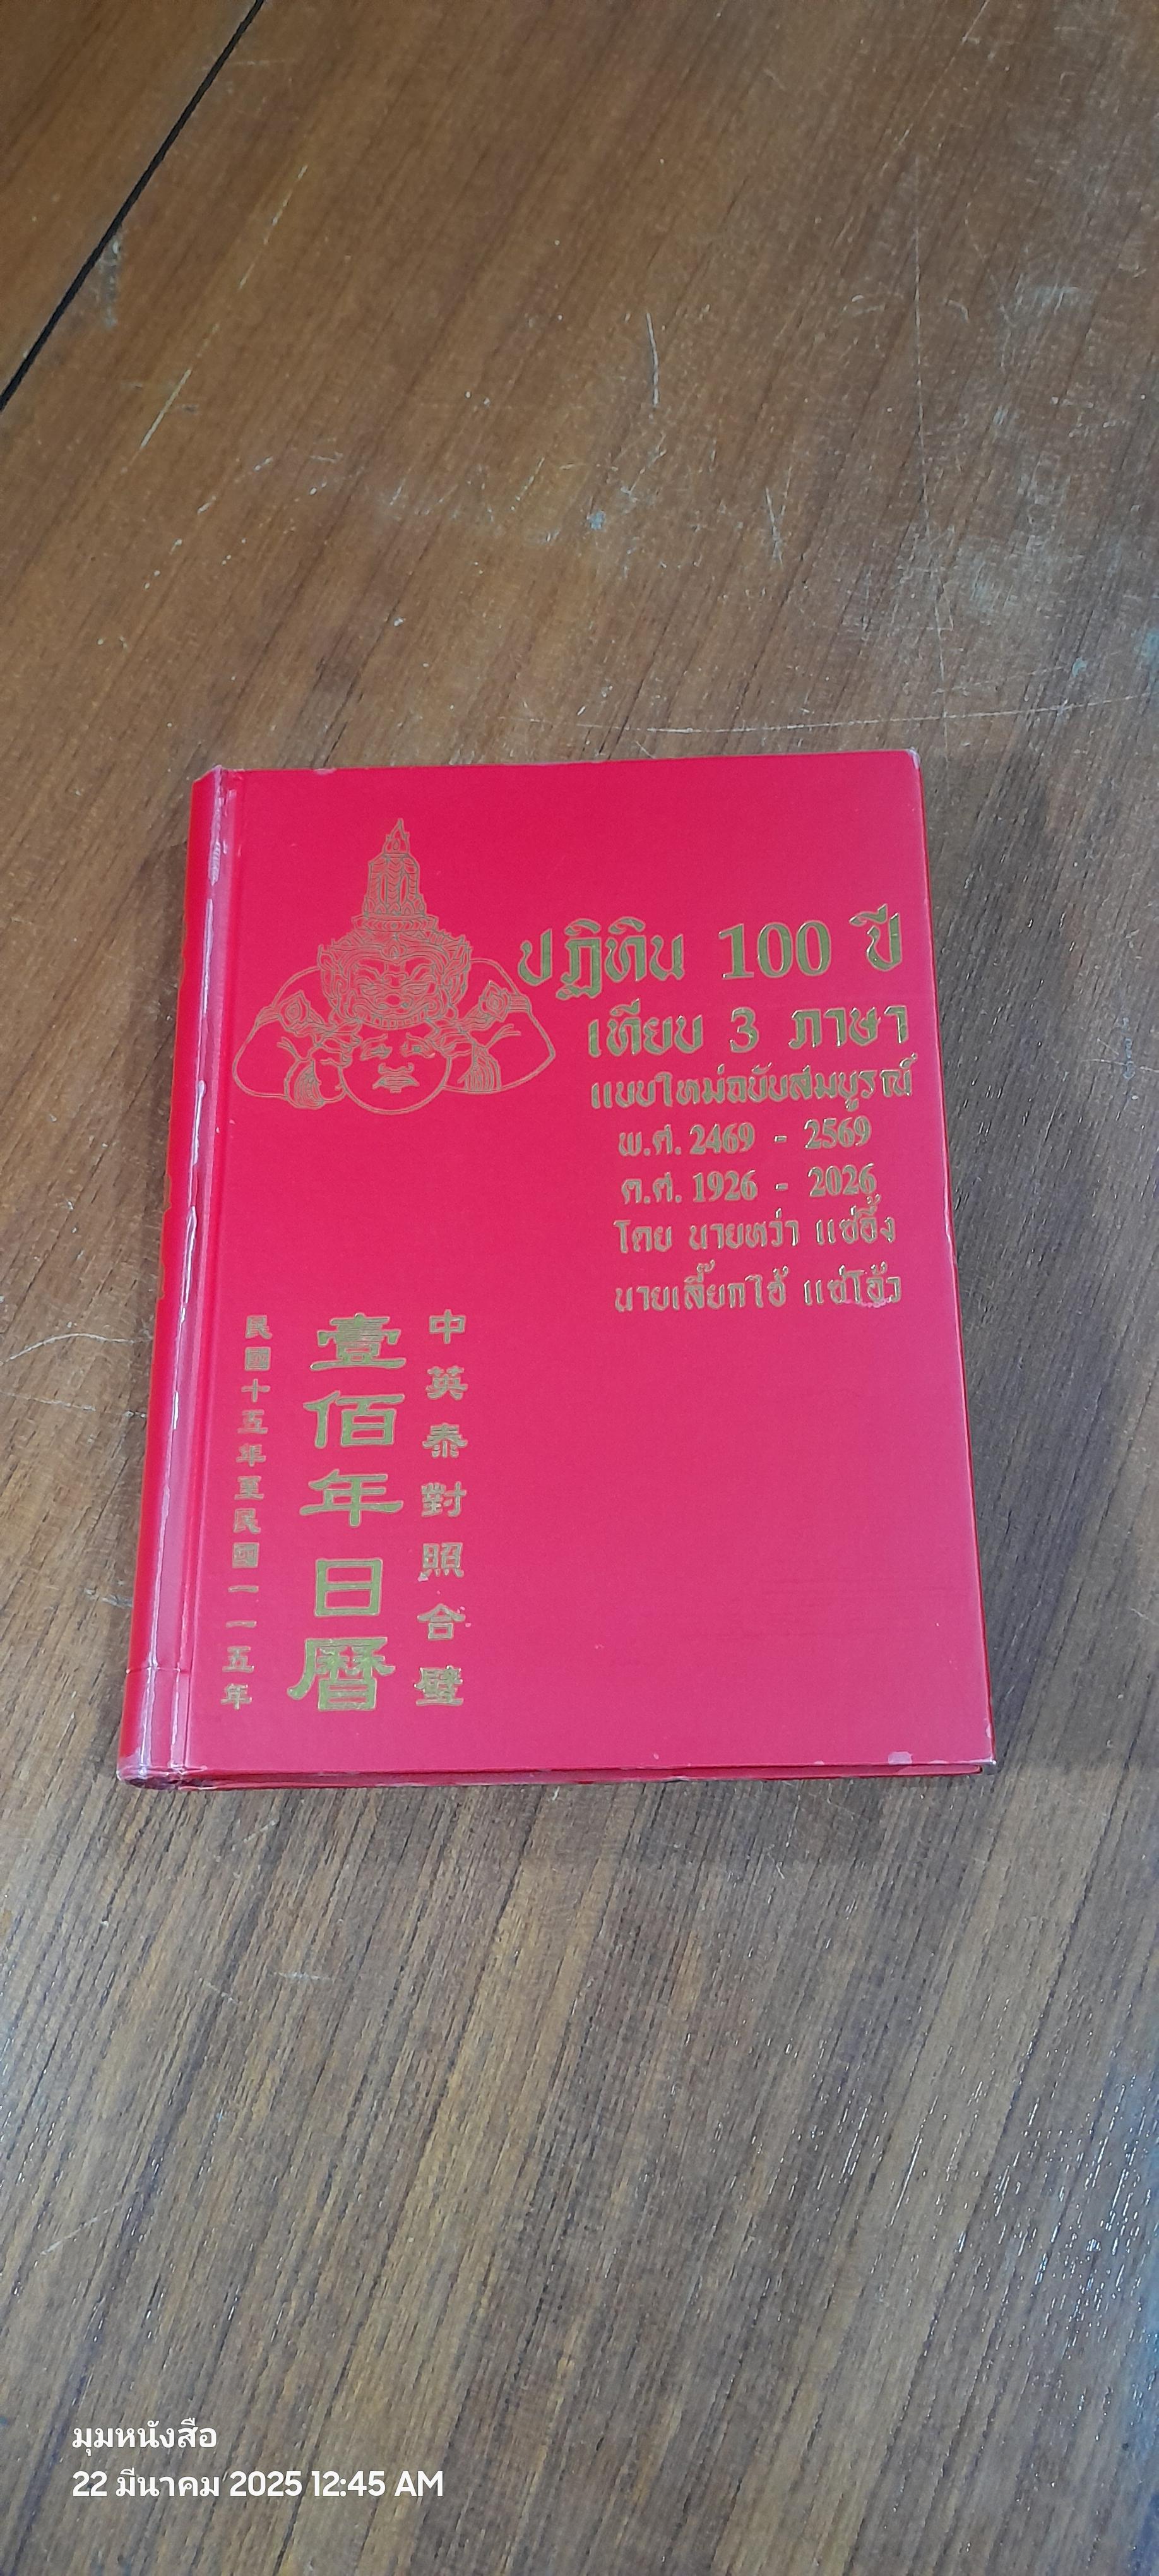 ปฏิทิน 100 ปี
เทียบ 3 ภาษา
แบบใหม่ฉบับสมบูรณ์
พ.ศ. 2469 - 2569
ค.ศ. 1926 - 2026
โดย นายหว่า แซ่อึ้ง
นายเลี๊ยกไฮ้ แซ่โอ้ว
中英泰對照合璧
壹佰年日曆
民國十五年至民國一一五年
มุมหนังสือ
22 มีนาคม 2025 12:45 AM